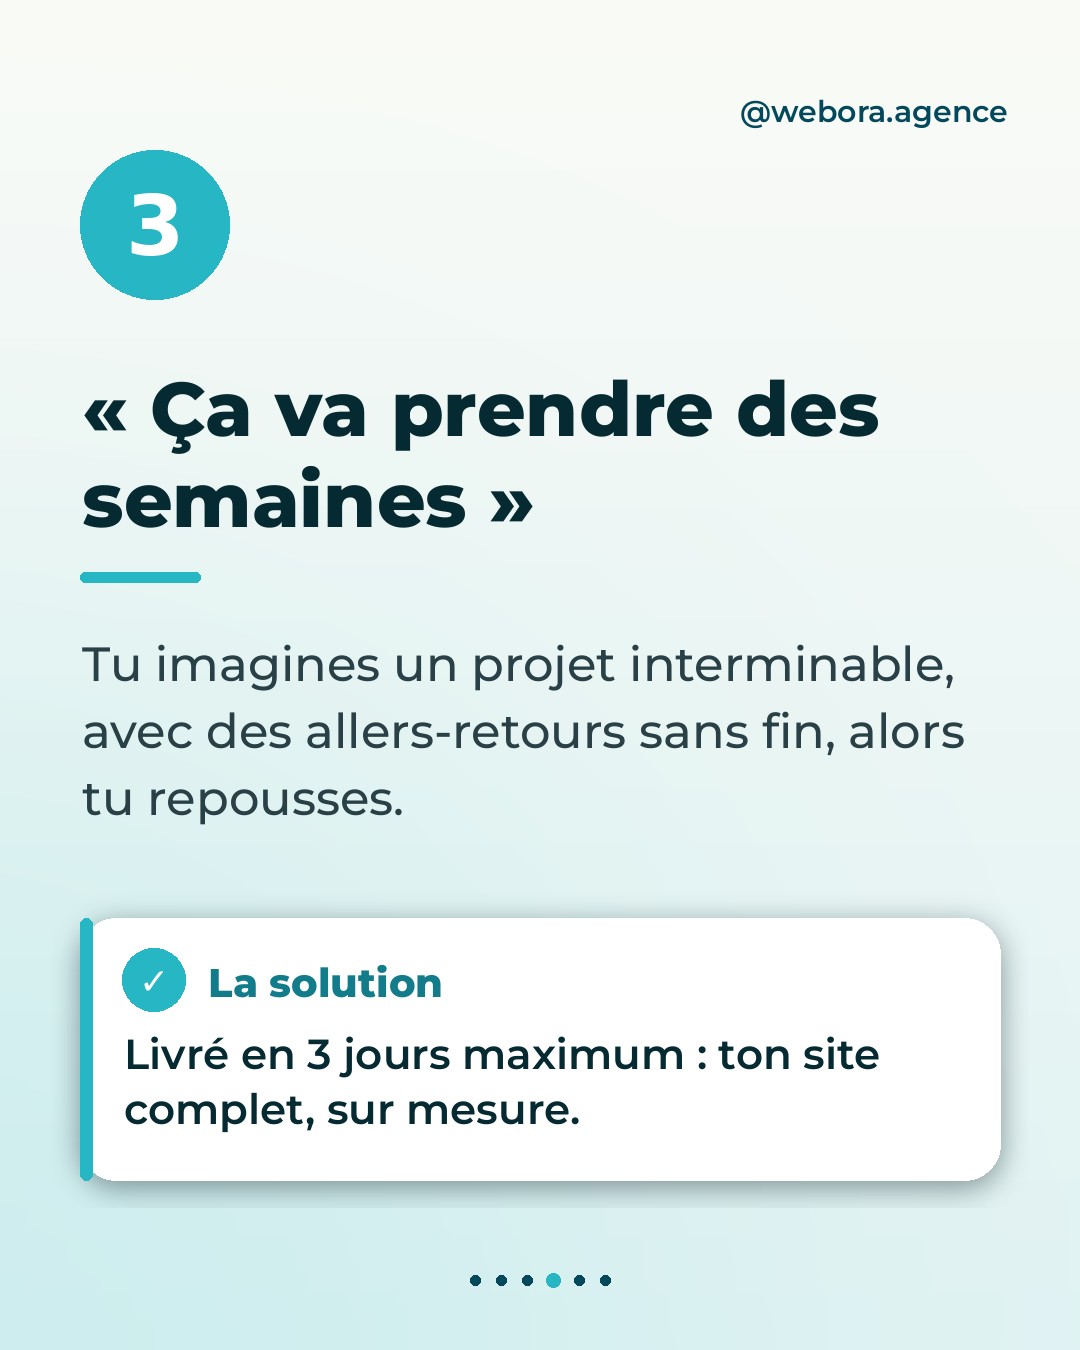 @webora.agence
3
« Ça va prendre des
semaines »
Tu imagines un projet interminable,
avec des allers-retours sans fin, alors
tu repousses.
✓ La solution
Livré en 3 jours maximum : ton site
complet, sur mesure.